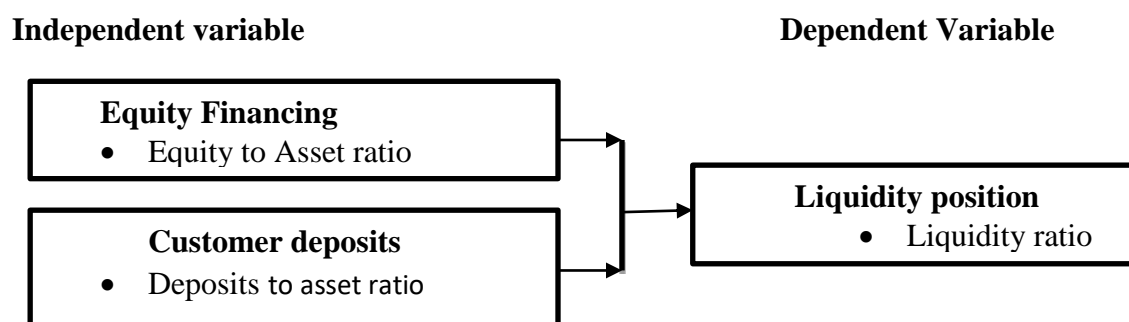 Independent variable
Dependent Variable
Equity Financing
• Equity to Asset ratio
Customer deposits
• Deposits to asset ratio
Liquidity position
• Liquidity ratio